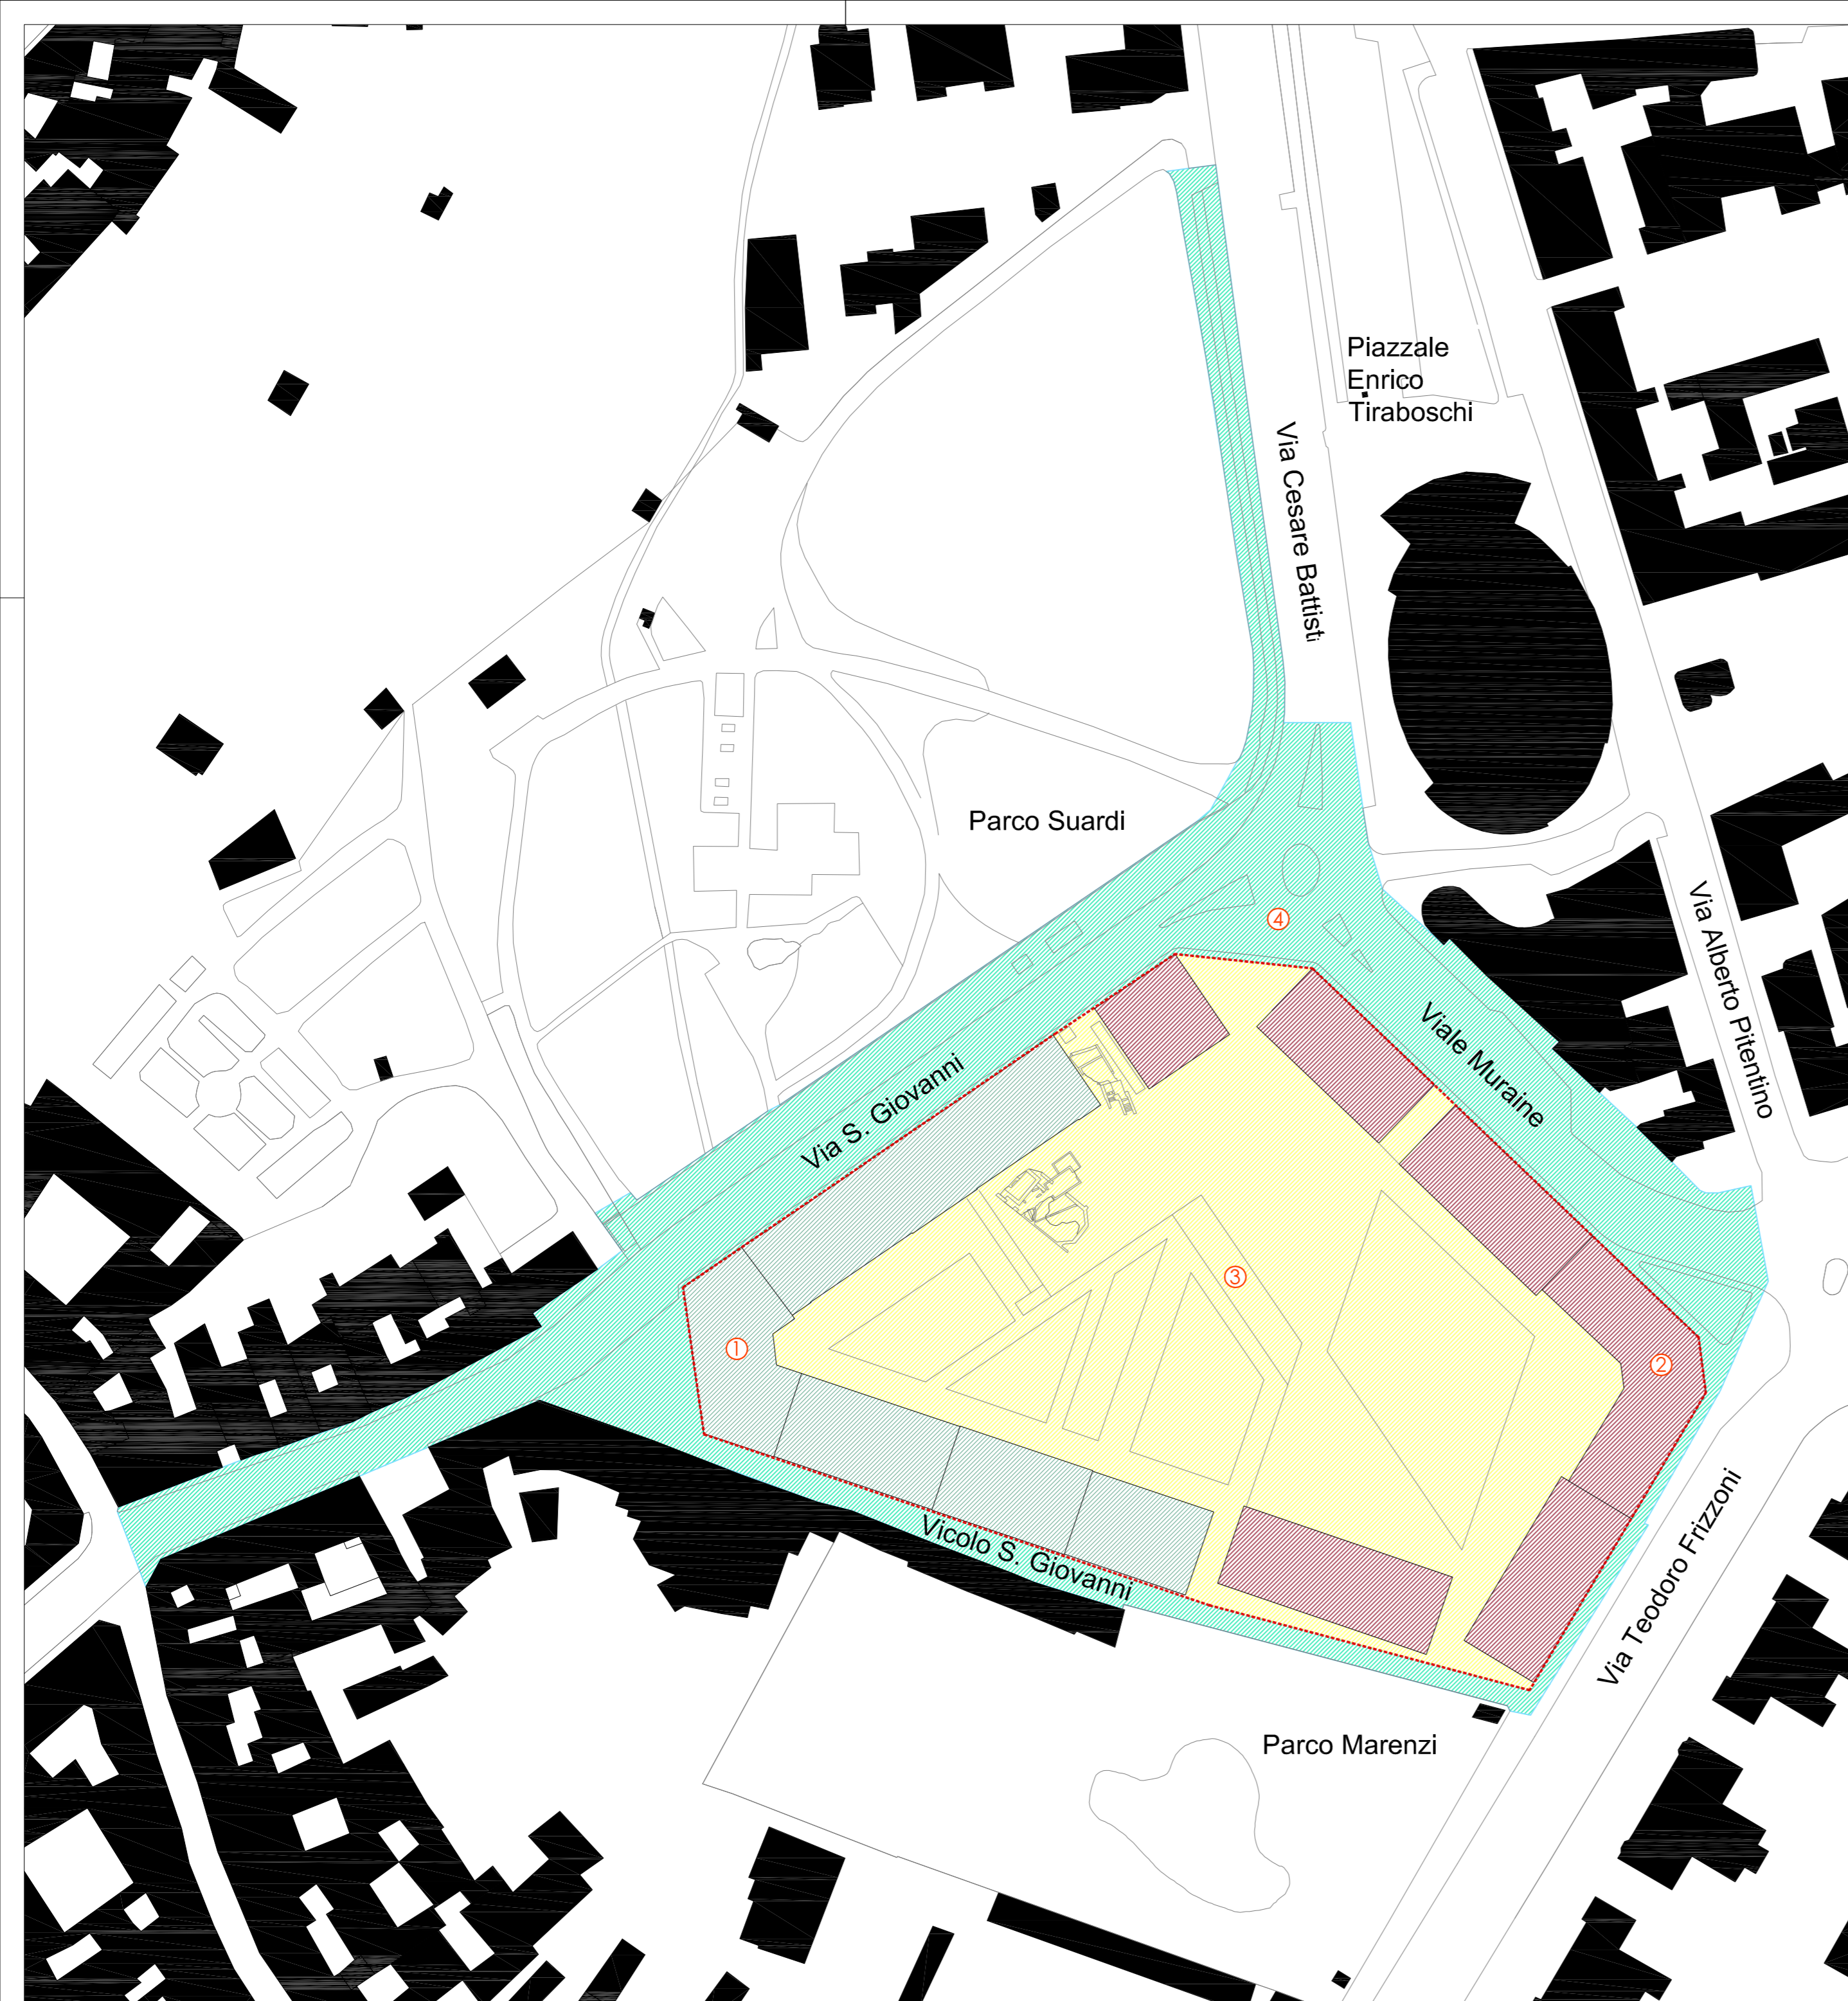 Piazzale
Enrico
Tiraboschi
Via Cesare Battisti
Parco Suardi
④
Via Alberto Pitentino
Viale Muraine
Via S. Giovanni
③
①
②
Vicolo S. Giovanni
Via Teodoro Frizzoni
Parco Marenzi